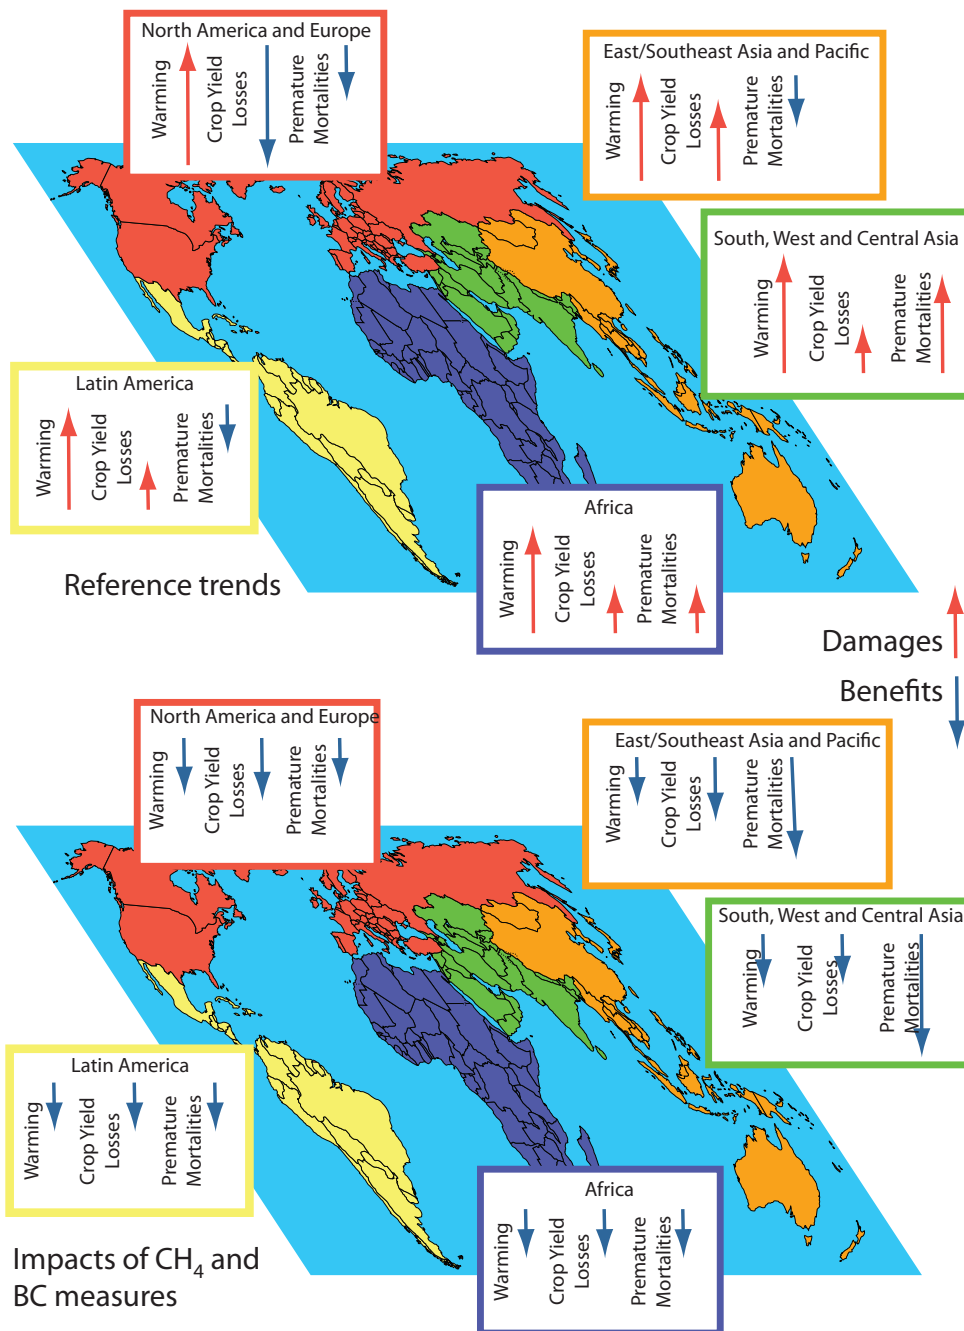 North America and Europe
Warming
Crop Yield
Losses
Premature
Mortalities
East/Southeast Asia and Pacific
Warming
Crop Yield
Losses
Premature
Mortalities
South, West and Central Asia
Warming
Crop Yield
Losses
Premature
Mortalities
Latin America
Warming
Crop Yield
Losses
Premature
Mortalities
Africa
Warming
Crop Yield
Losses
Premature
Mortalities
Reference trends
Damages
Benefits
North America and Europe
Warming
Crop Yield
Losses
Premature
Mortalities
East/Southeast Asia and Pacific
Warming
Crop Yield
Losses
Premature
Mortalities
South, West and Central Asia
Warming
Crop Yield
Losses
Premature
Mortalities
Latin America
Warming
Crop Yield
Losses
Premature
Mortalities
Africa
Warming
Crop Yield
Losses
Premature
Mortalities
Impacts of CH₄ and
BC measures